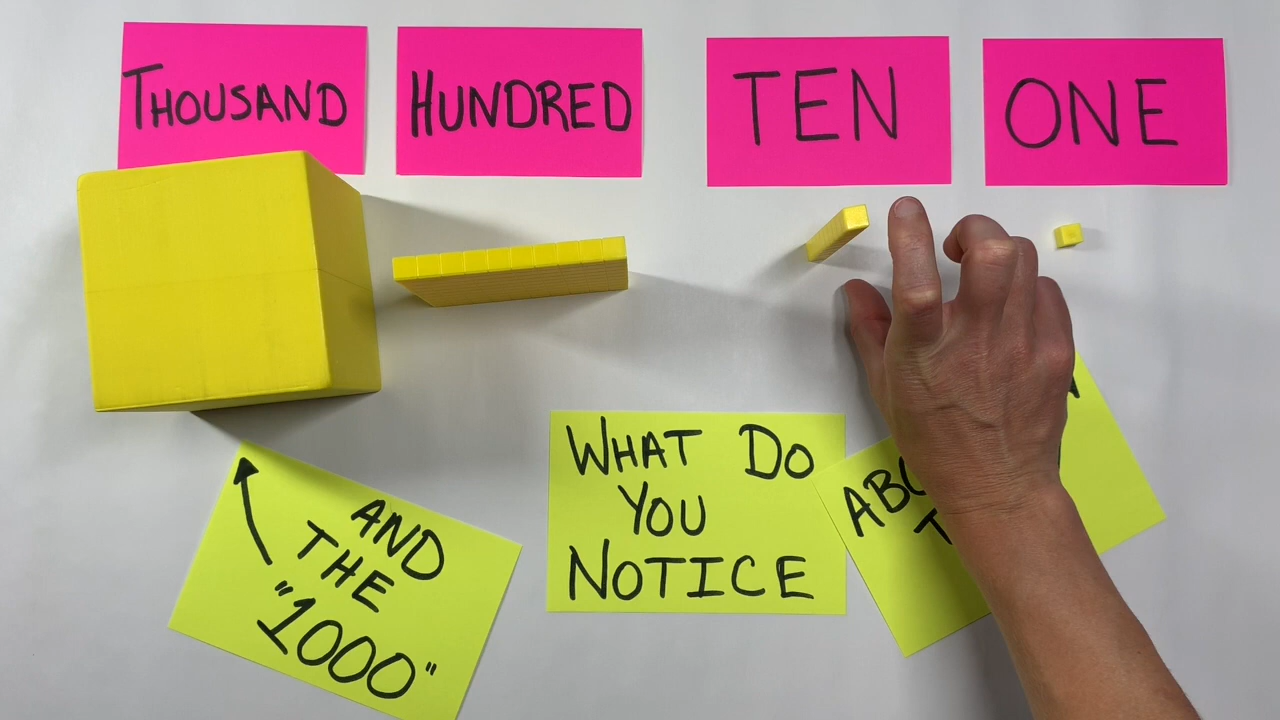 THOUSAND
HUNDRED
TEN
ONE
AND
THE
"1000"
WHAT DO
YOU
NOTICE